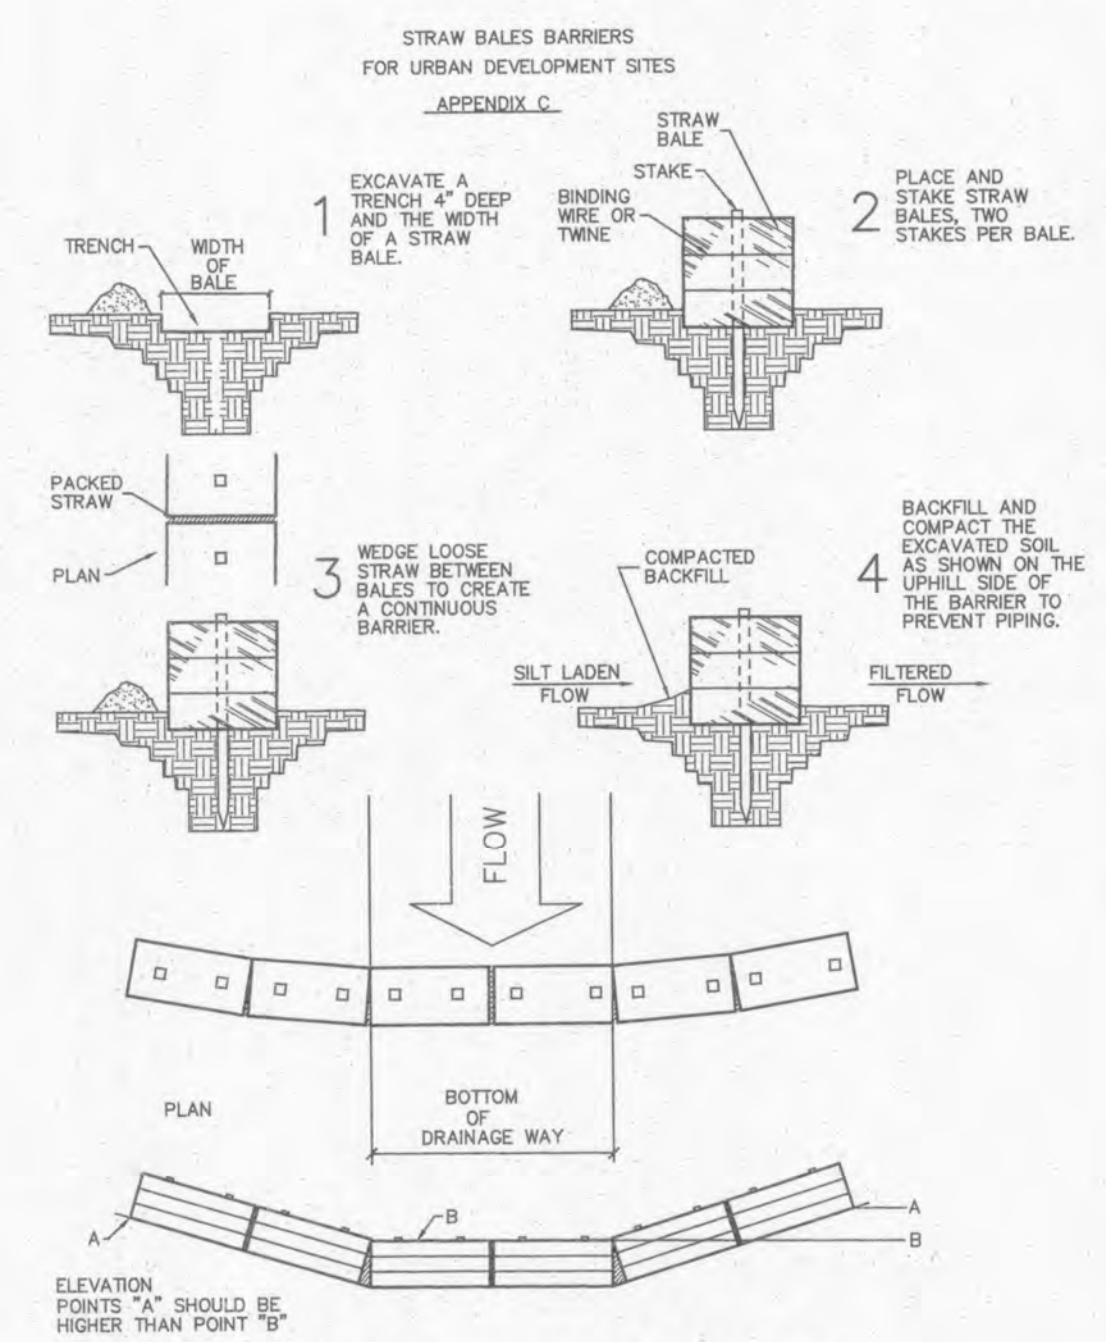 STRAW BALES BARRIERS
FOR URBAN DEVELOPMENT SITES
APPENDIX C
1
EXCAVATE A
TRENCH 4" DEEP
AND THE WIDTH
OF A STRAW
BALE.
TRENCH
WIDTH
OF
BALE
STRAW
BALE
STAKE
BINDING
WIRE OR
TWINE
2
PLACE AND
STAKE STRAW
BALES, TWO
STAKES PER BALE.
PACKED
STRAW
PLAN
3
WEDGE LOOSE
STRAW BETWEEN
BALES TO CREATE
A CONTINUOUS
BARRIER.
COMPACTED
BACKFILL
4
BACKFILL AND
COMPACT THE
EXCAVATED SOIL
AS SHOWN ON THE
UPHILL SIDE OF
THE BARRIER TO
PREVENT PIPING.
SILT LADEN
FLOW
FILTERED
FLOW
FLOW
PLAN
BOTTOM
OF
DRAINAGE WAY
A
B
A
B
ELEVATION
POINTS "A" SHOULD BE
HIGHER THAN POINT "B"